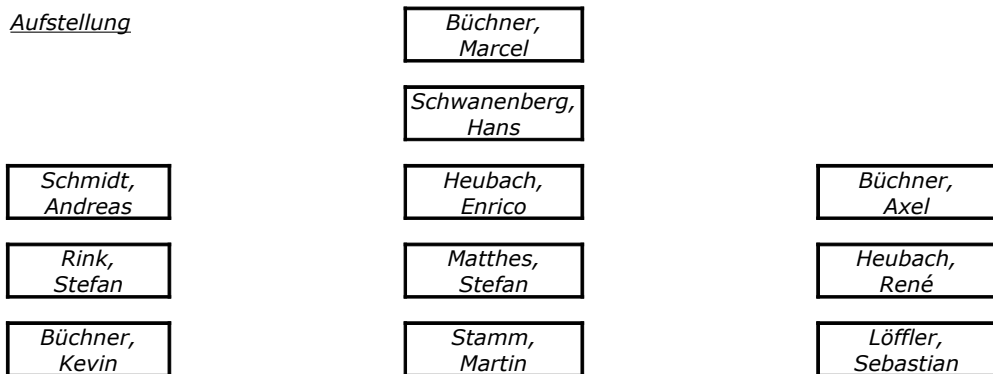 Aufstellung
Büchner,
Marcel
Schwanenberg,
Hans
Schmidt,
Andreas
Heubach,
Enrico
Büchner,
Axel
Rink,
Stefan
Matthes,
Stefan
Heubach,
René
Büchner,
Kevin
Stamm,
Martin
Löffler,
Sebastian